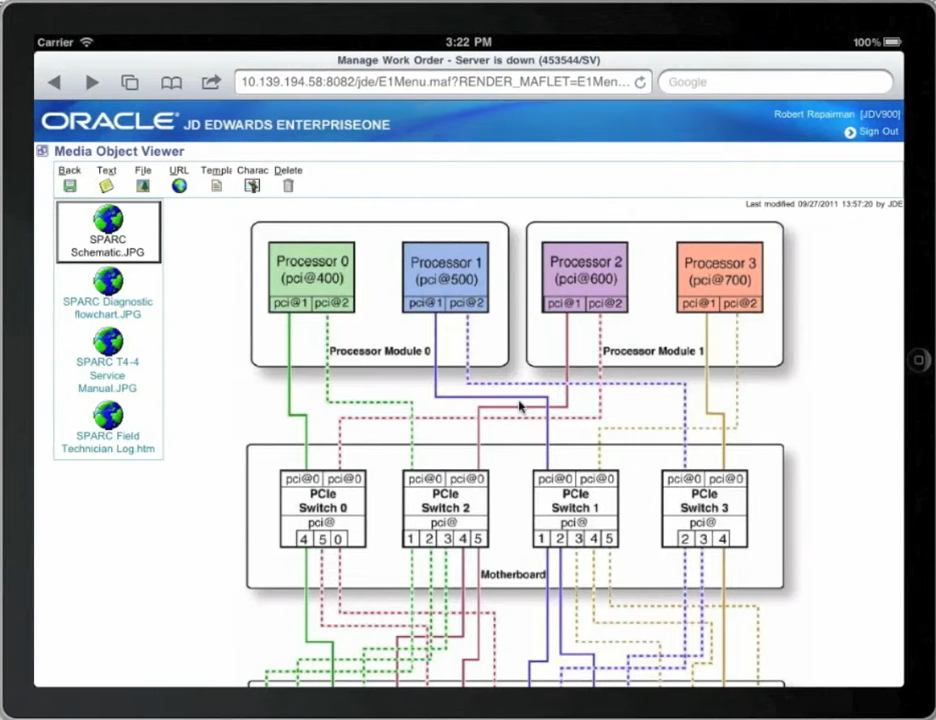 Carrier 3:22 PM 100%
Manage Work Order - Server is down (453544/SV)
10.139.194.58:8082/jde/E1Menu.maf?RENDER_MAFLET=E1Men... Google
ORACLE JD EDWARDS ENTERPRISEONE
Robert Repairman [JDV900]
Sign Out
Media Object Viewer
Back Text File URL Templ Charac Delete
Last modified 09/27/2011 13:57:20 by JDE
SPARC
Schematic.JPG
SPARC Diagnostic
flowchart.JPG
SPARC T4-4
Service
Manual.JPG
SPARC Field
Technician Log.htm
Processor 0
(pci@400)
pci@1 pci@2
Processor 1
(pci@500)
pci@1 pci@2
Processor Module 0
Processor 2
(pci@600)
pci@1 pci@2
Processor 3
(pci@700)
pci@1 pci@2
Processor Module 1
pci@0 pci@0
PCIe
Switch 0
pci@
4 5 0
pci@0 pci@0
PCIe
Switch 2
pci@
1 2 3 4 5
pci@0 pci@0
PCIe
Switch 1
pci@
1 2 3 4 5
pci@0 pci@0
PCIe
Switch 3
pci@
2 3 4
Motherboard